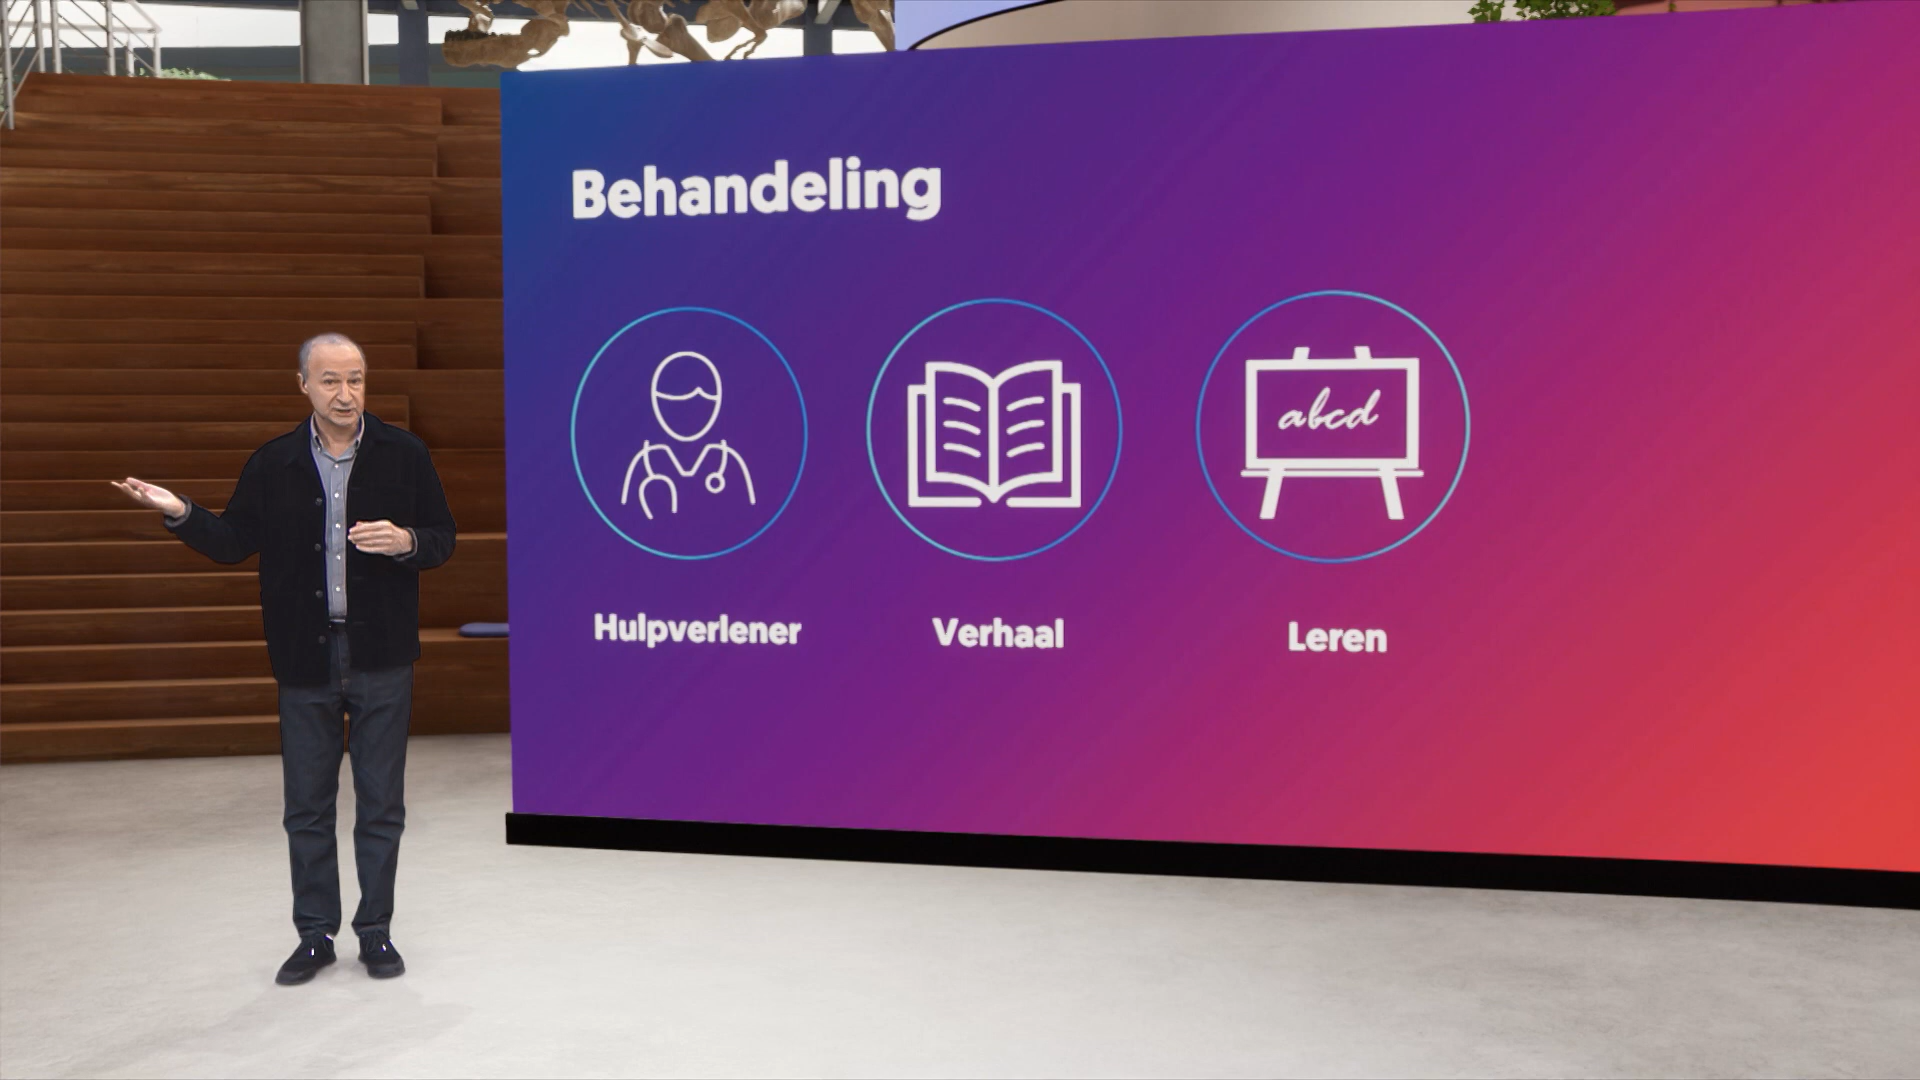 Behandeling
abcd
Hulpverlener
Verhaal
Leren